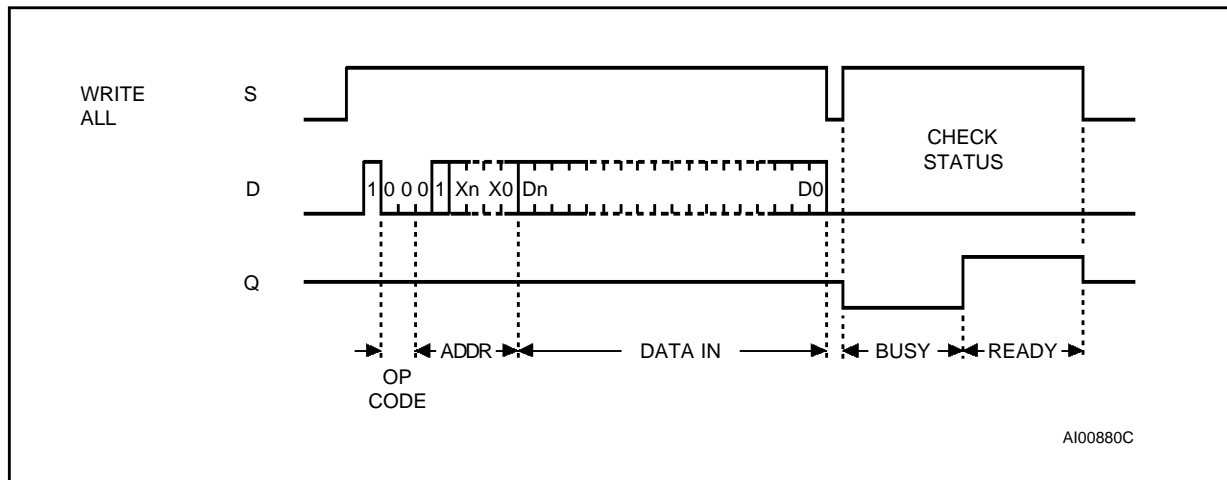 WRITE
ALL
S
CHECK
STATUS
D
1 0 0 0 1 Xn X0 Dn D0
Q
ADDR
DATA IN
BUSY
READY
OP
CODE
AI00880C